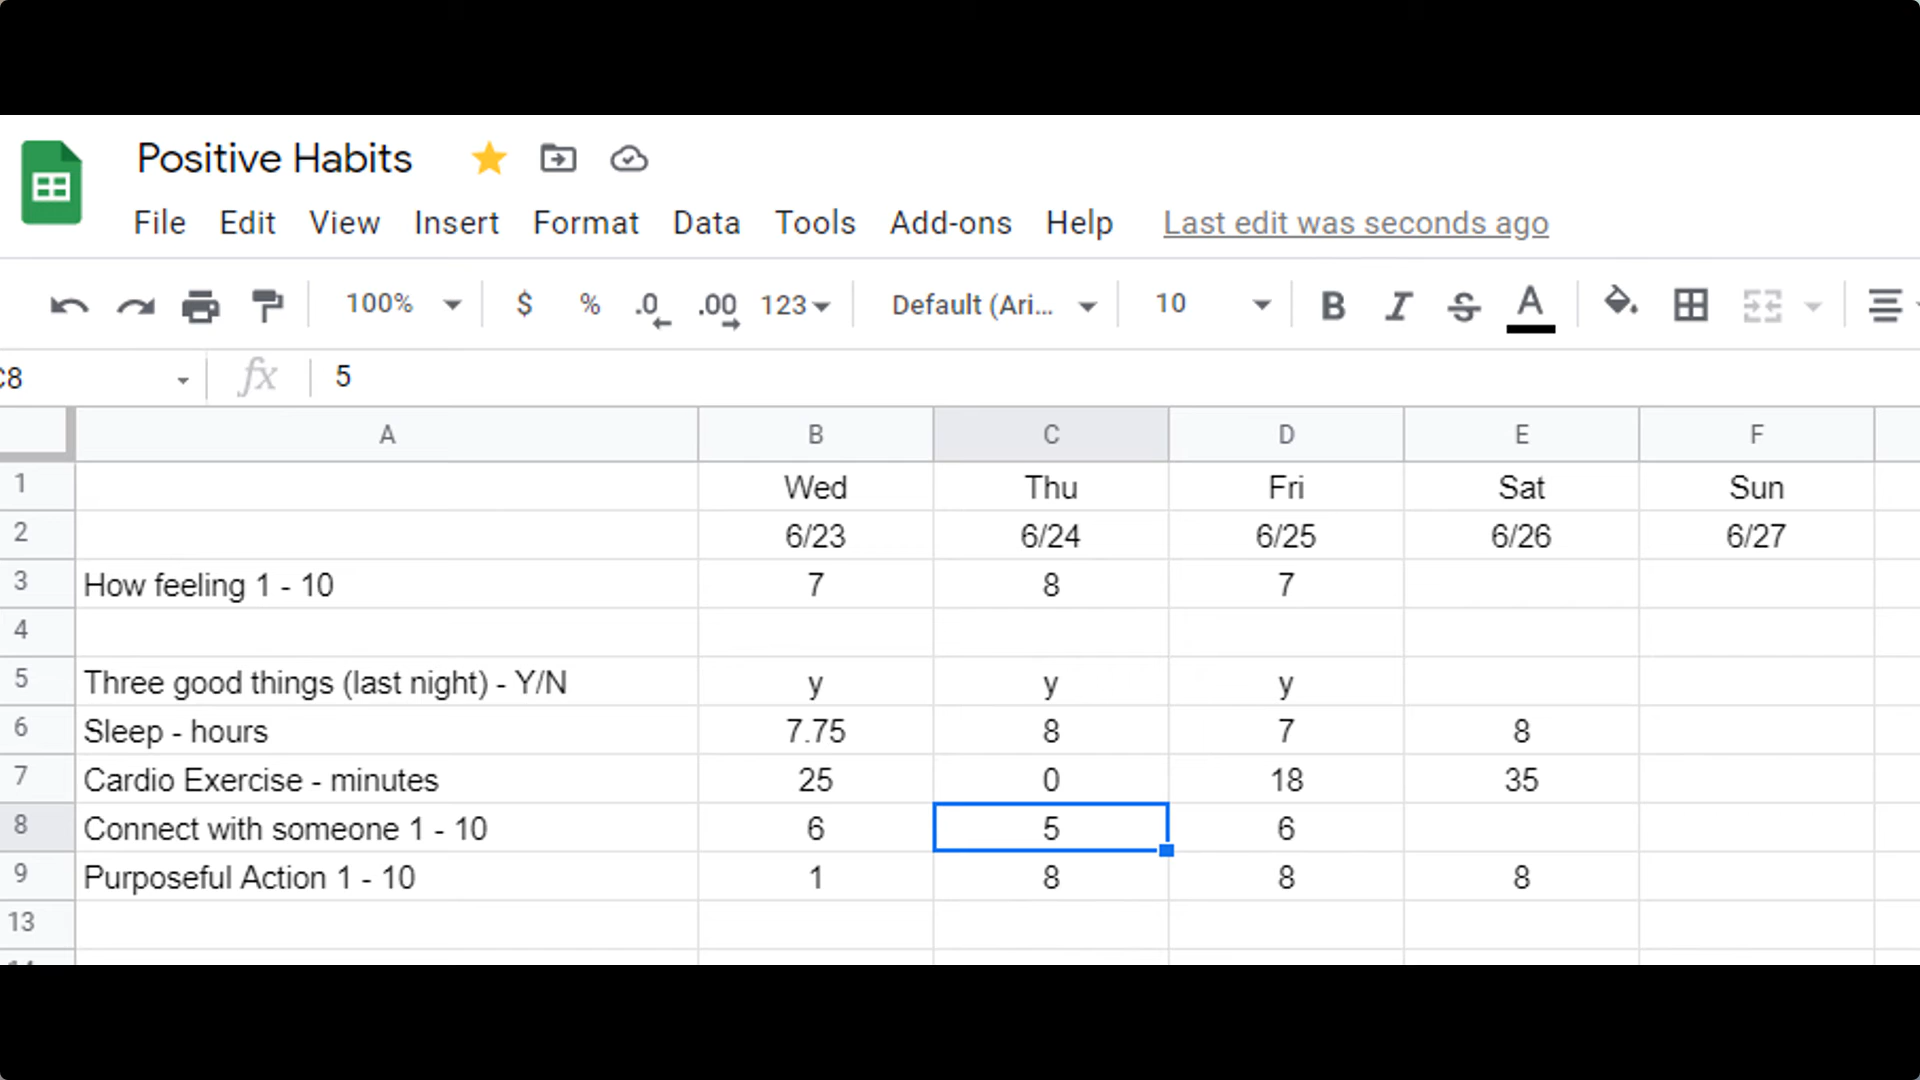 Positive Habits
File Edit View Insert Format Data Tools Add-ons Help Last edit was seconds ago
100% $ % .0 .00 123 Default (Ari... 10 B I S A
C8 fx 5
A B C D E F
1 Wed Thu Fri Sat Sun
2 6/23 6/24 6/25 6/26 6/27
3 How feeling 1 - 10 7 8 7
4
5 Three good things (last night) - Y/N y y y
6 Sleep - hours 7.75 8 7 8
7 Cardio Exercise - minutes 25 0 18 35
8 Connect with someone 1 - 10 6 5 6
9 Purposeful Action 1 - 10 1 8 8 8
13